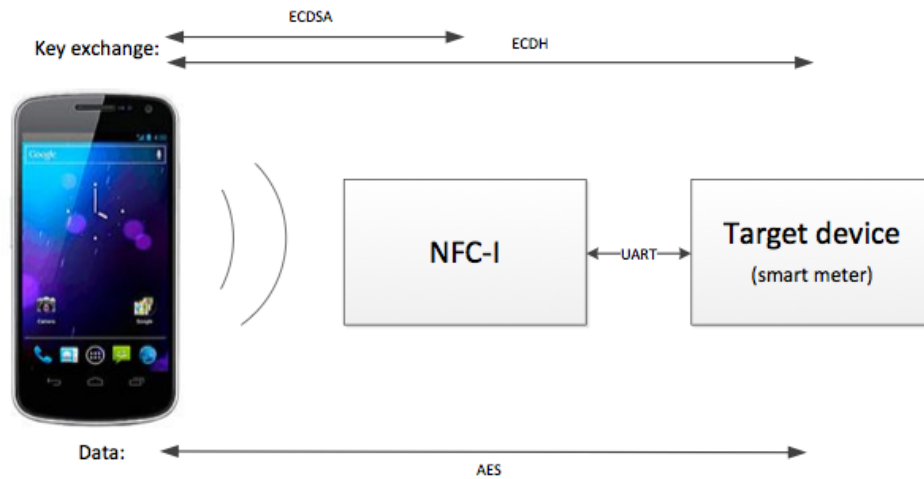 ECDSA
Key exchange:
ECDH
Google
Camera
Google
NFC-I
UART
Target device
(smart meter)
Data:
AES